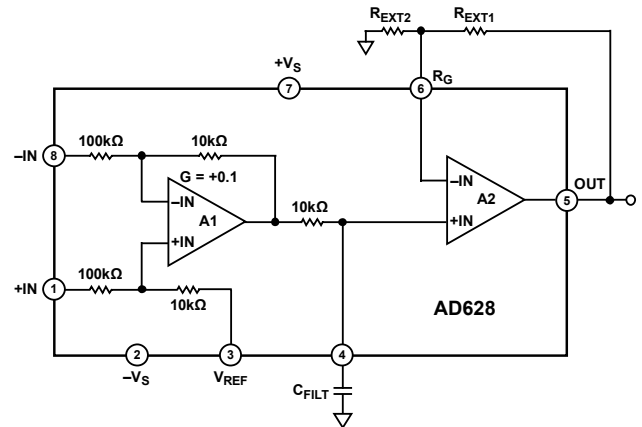 REXT2
REXT1
+VS
7
6
RG
100kΩ
10kΩ
–IN
8
G = +0.1
–IN
A1
+IN
10kΩ
–IN
A2
+IN
OUT
5
+IN
1
100kΩ
10kΩ
AD628
2
3
4
–VS
VREF
CFILT